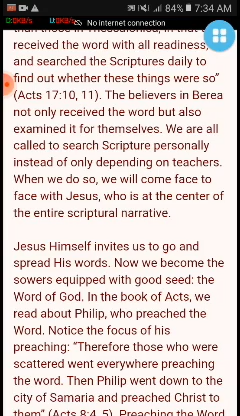 0KB/s
0KB/s
84%
7:34 AM
No internet connection
than those in Thessalonica, in that
received the word with all readiness,
and searched the Scriptures daily to
find out whether these things were so”
(Acts 17:10, 11). The believers in Berea
not only received the word but also
examined it for themselves. We are all
called to search Scripture personally
instead of only depending on teachers.
When we do so, we will come face to
face with Jesus, who is at the center of
the entire scriptural narrative.
Jesus Himself invites us to go and
spread His words. Now we become the
sowers equipped with good seed: the
Word of God. In the book of Acts, we
read about Philip, who preached the
Word. Notice the focus of his
preaching: “Therefore those who were
scattered went everywhere preaching
the word. Then Philip went down to the
city of Samaria and preached Christ to
them” (Acts 8:4, 5). Preaching the Word